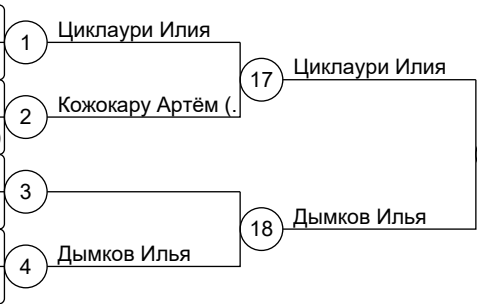 Циклаури Илия
1
17
Циклаури Илия
Кожокару Артём (.
2
3
18
Дымков Илья
Дымков Илья
4